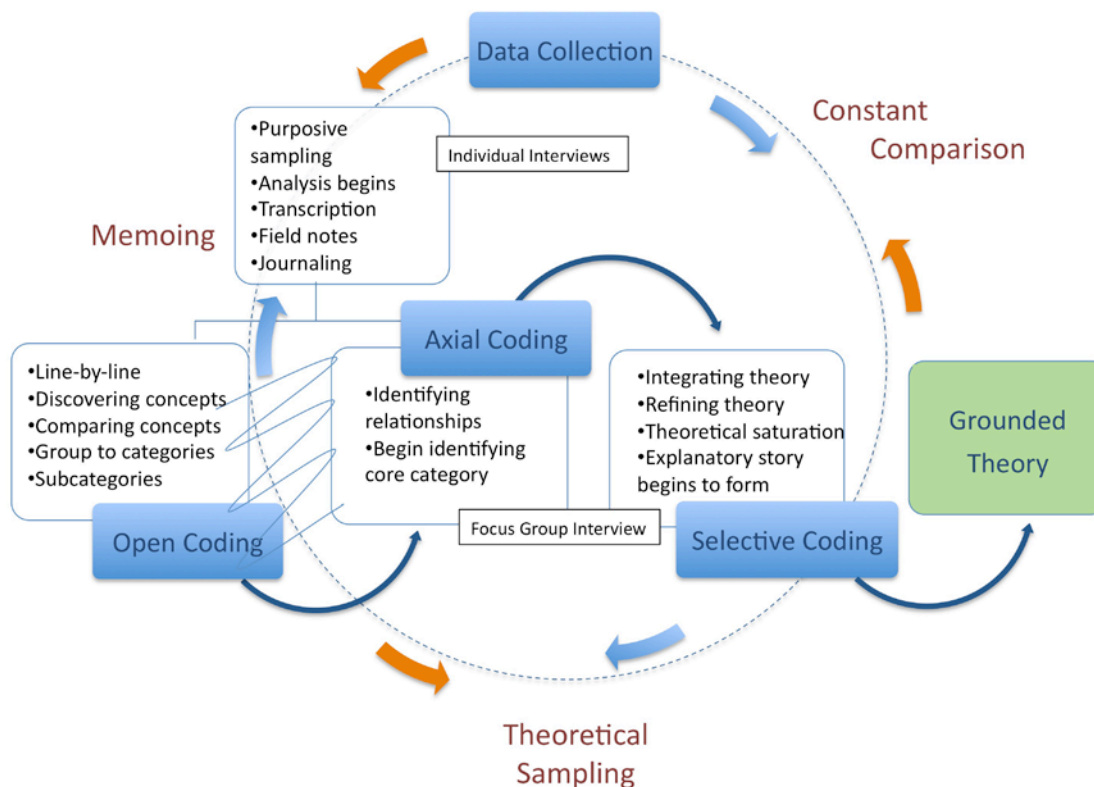 Data Collection
Constant
Comparison
•Purposive
sampling
•Analysis begins
•Transcription
•Field notes
•Journaling
Individual Interviews
Memoing
Axial Coding
•Line-by-line
•Discovering concepts
•Comparing concepts
•Group to categories
•Subcategories
Open Coding
•Identifying
relationships
•Begin identifying
core category
Focus Group Interview
•Integrating theory
•Refining theory
•Theoretical saturation
•Explanatory story
begins to form
Selective Coding
Grounded
Theory
Theoretical
Sampling